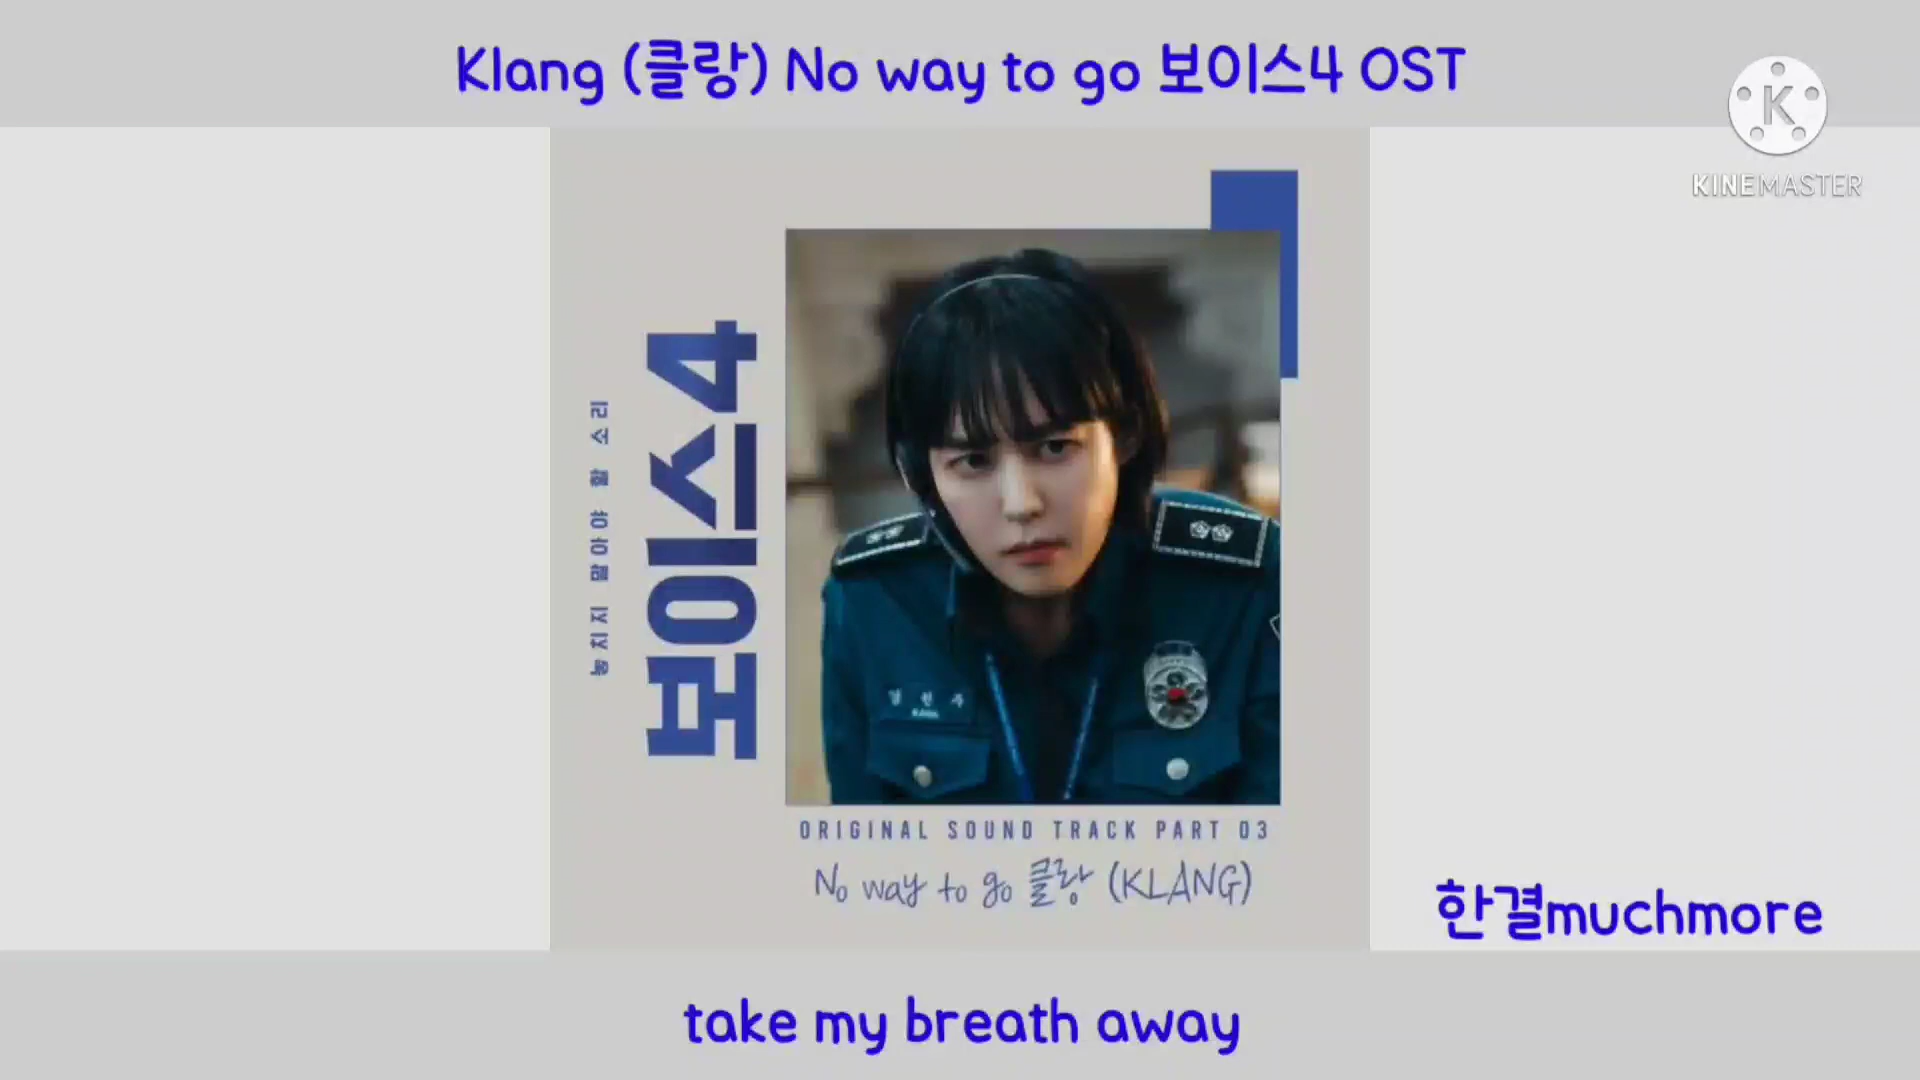 Klang (클랑) No way to go 보이스4 OST
KINEMASTER
놓치지 말아야 할 소리
보이스4
ORIGINAL SOUND TRACK PART 03
No way to go 클랑 (KLANG)
한결muchmore
take my breath away